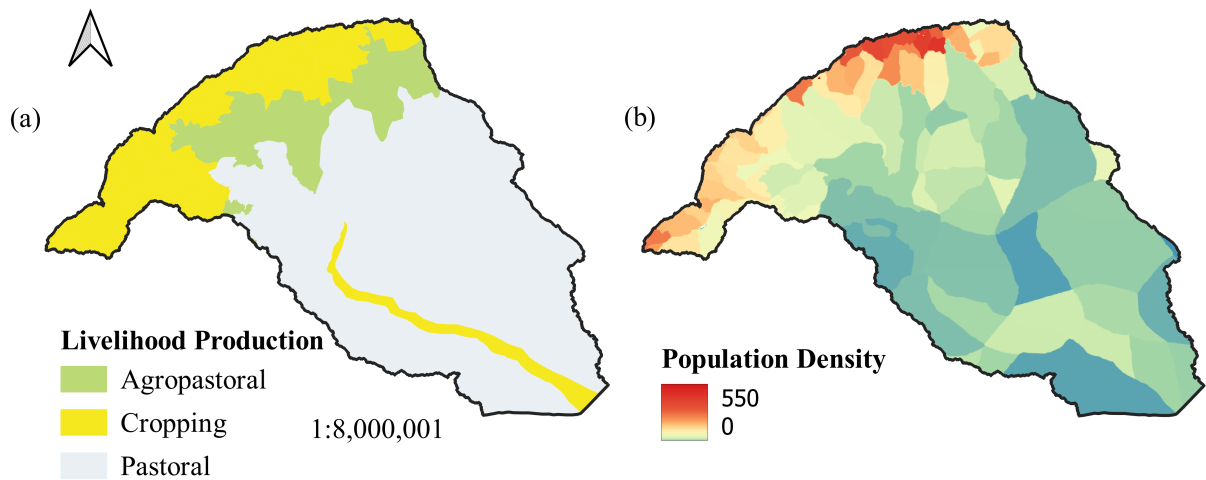 (a)
Livelihood Production
Agropastoral
Cropping
Pastoral
1:8,000,001
(b)
Population Density
550
0